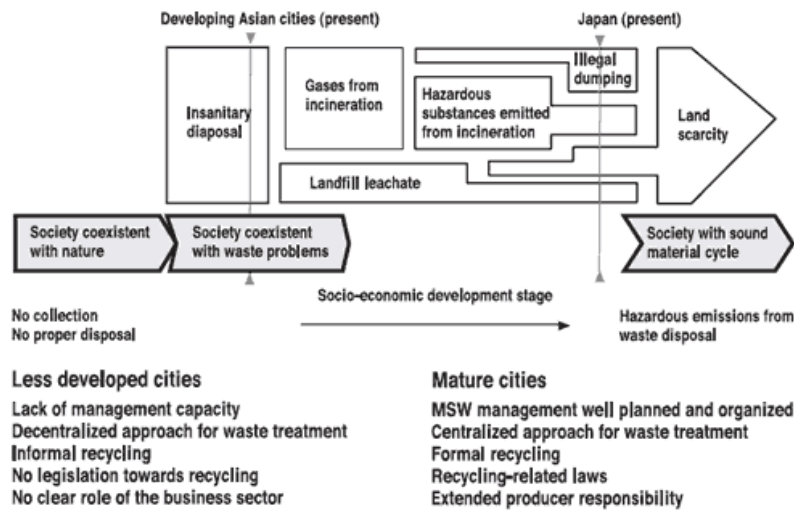 Developing Asian cities (present)
Japan (present)
Insanitary
diaposal
Gases from
incineration
Hazardous
substances emitted
from incineration
Illegal
dumping
Land
scarcity
Landfill leachate
Society coexistent
with nature
Society coexistent
with waste problems
Society with sound
material cycle
Socio-economic development stage
No collection
No proper disposal
Hazardous emissions from
waste disposal
Less developed cities
Lack of management capacity
Decentralized approach for waste treatment
Informal recycling
No legislation towards recycling
No clear role of the business sector
Mature cities
MSW management well planned and organized
Centralized approach for waste treatment
Formal recycling
Recycling-related laws
Extended producer responsibility